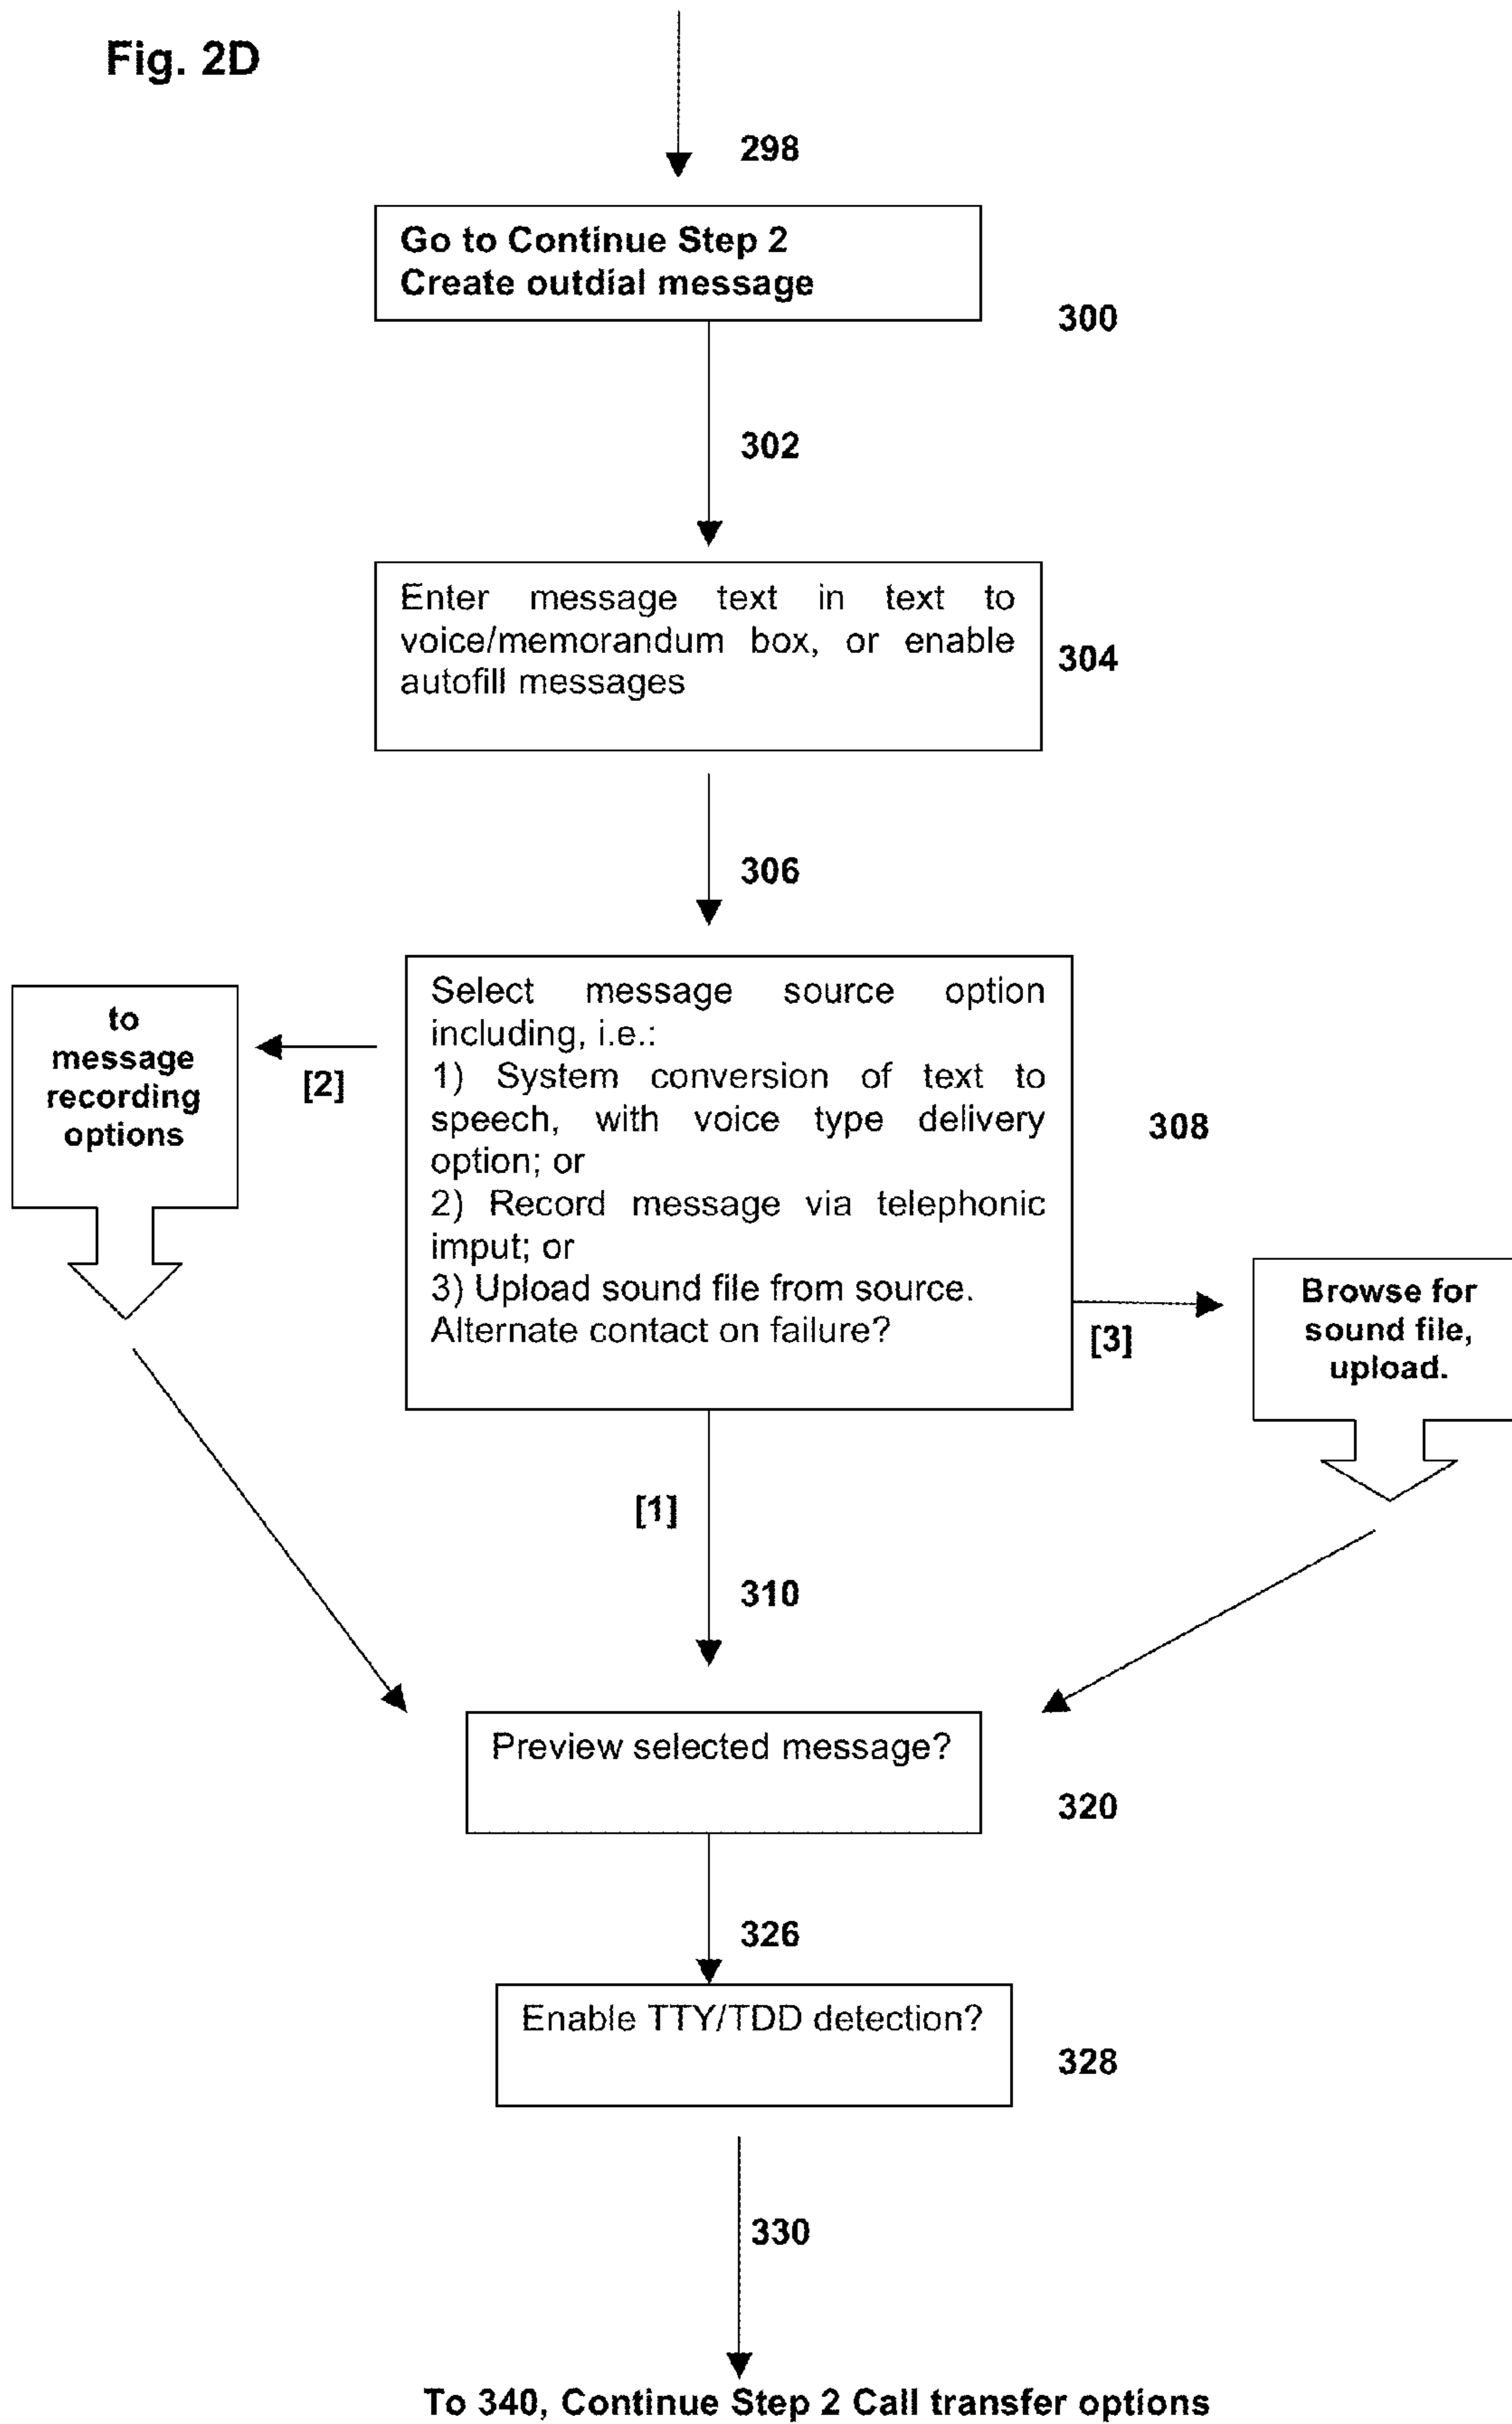 Fig. 2D
298
Go to Continue Step 2
Create outdial message
300
302
Enter message text in text to
voice/memorandum box, or enable
autofill messages
304
306
to
message
recording
options
[2]
Select message source option
including, i.e.:
1) System conversion of text to
speech, with voice type delivery
option; or
2) Record message via telephonic
imput; or
3) Upload sound file from source.
Alternate contact on failure?
308
[3]
Browse for
sound file,
upload.
[1]
310
Preview selected message?
320
326
Enable TTY/TDD detection?
328
330
To 340, Continue Step 2 Call transfer options